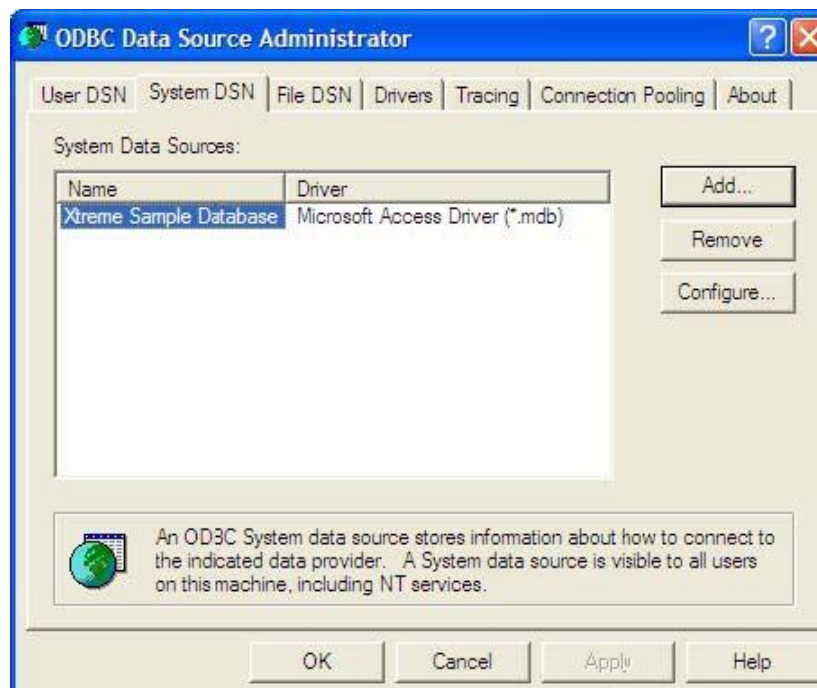 ODBC Data Source Administrator
User DSN System DSN File DSN Drivers Tracing Connection Pooling About
System Data Sources:
Name Driver
Xtreme Sample Database Microsoft Access Driver (*.mdb)
Add...
Remove
Configure...
An ODBC System data source stores information about how to connect to
the indicated data provider. A System data source is visible to all users
on this machine, including NT services.
OK Cancel Apply Help